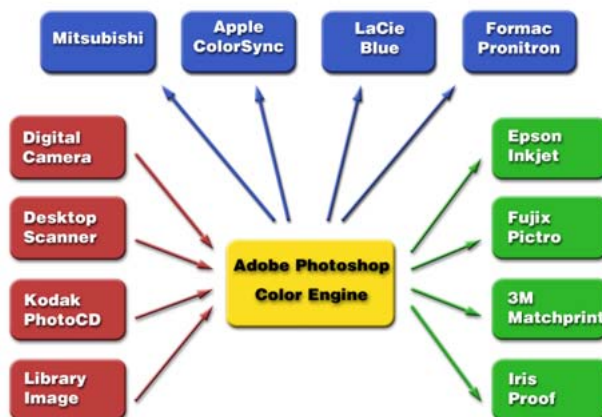 Mitsubishi
Apple
ColorSync
LaCie
Blue
Formac
Pronitron
Digital
Camera
Desktop
Scanner
Kodak
PhotoCD
Library
Image
Adobe Photoshop
Color Engine
Epson
Inkjet
Fujix
Pictro
3M
Matchprint
Iris
Proof